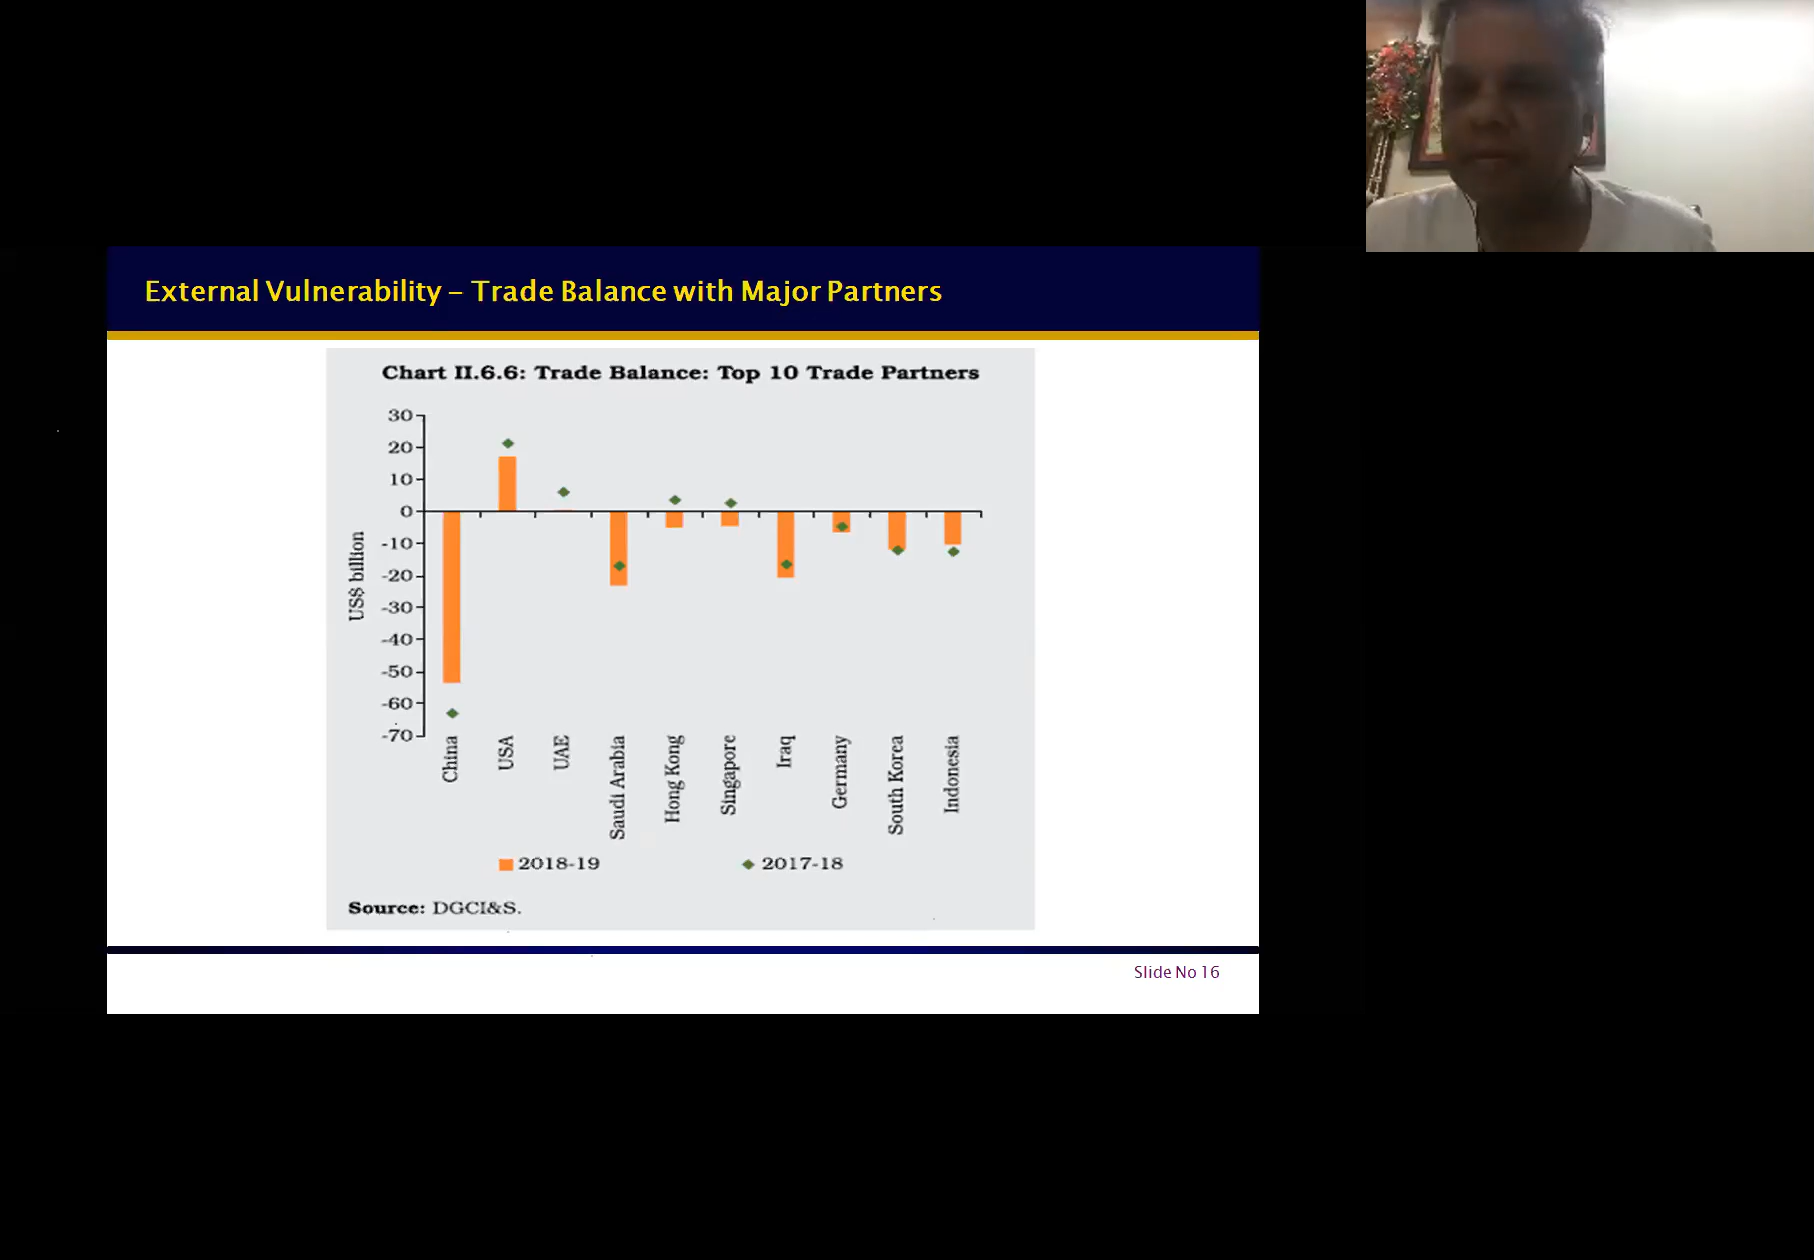 External Vulnerability – Trade Balance with Major Partners
Chart II.6.6: Trade Balance: Top 10 Trade Partners
30
20
10
0
-10
-20
-30
-40
-50
-60
-70
US$ billion
China
USA
UAE
Saudi Arabia
Hong Kong
Singapore
Iraq
Germany
South Korea
Indonesia
2018-19 2017-18
Source: DGCI&S.
Slide No 16